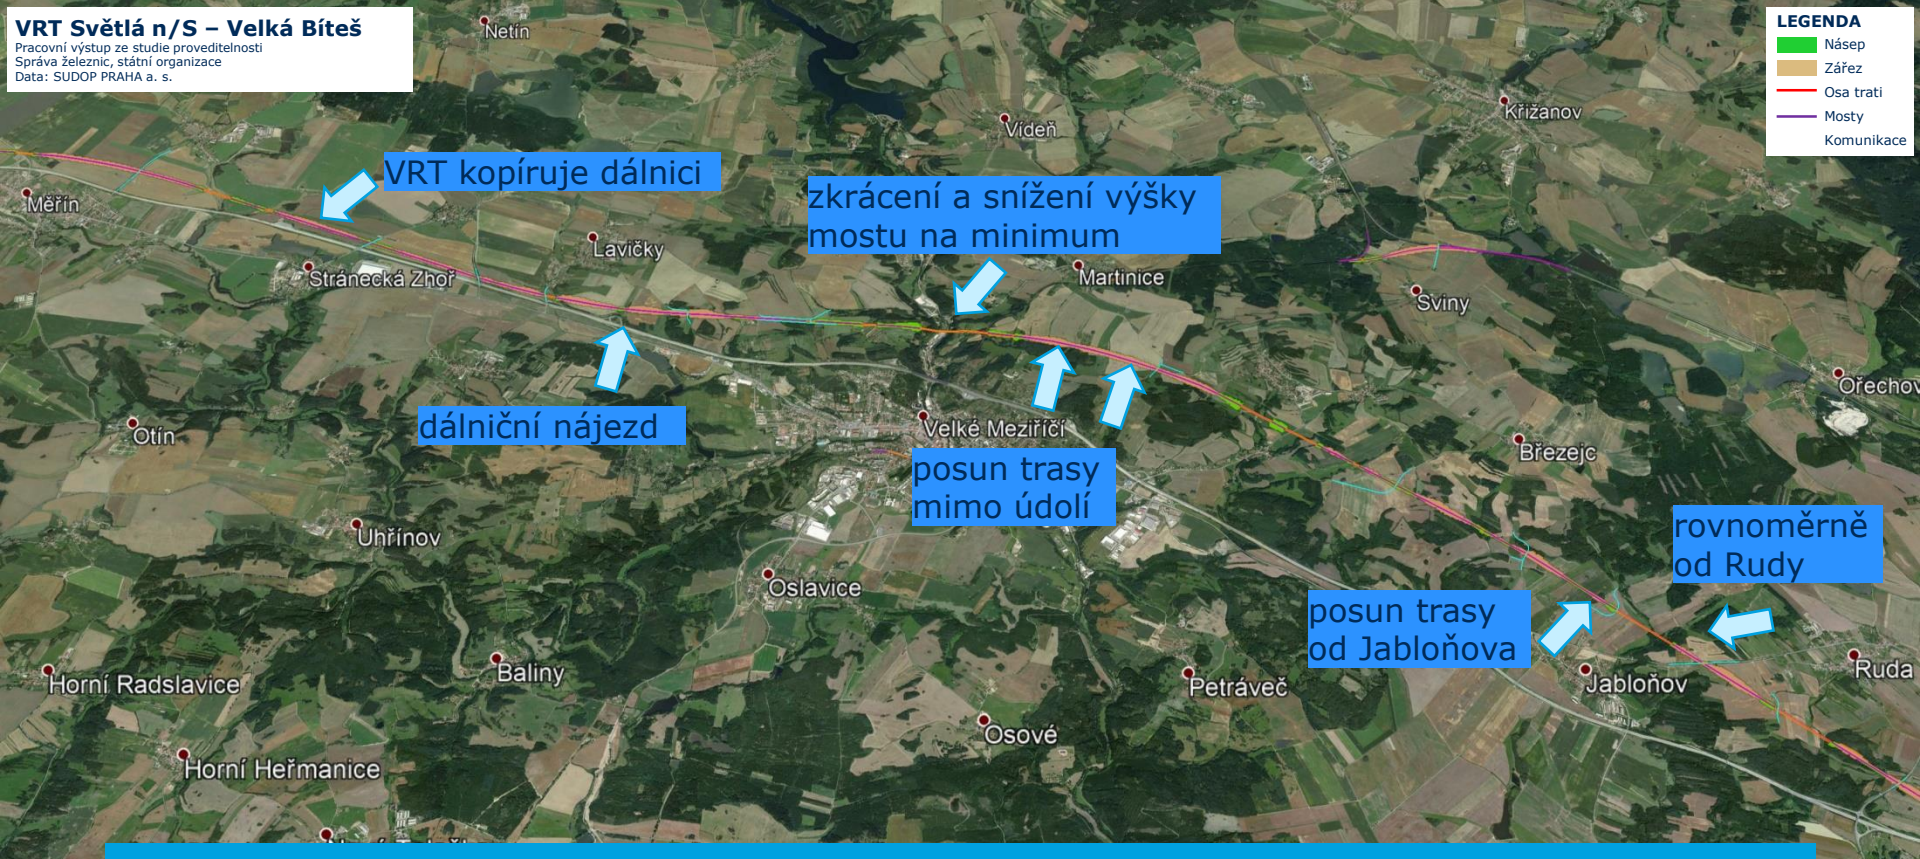 VRT Světlá n/S – Velká Bíteš
Pracovní výstup ze studie proveditelnosti
Správa železnic, státní organizace
Data: SUDOP PRAHA a. s.
LEGENDA
Násep
Zářez
Osa trati
Mosty
Komunikace
Netín
Vídeň
Křižanov
VRT kopíruje dálnici
zkrácení a snížení výšky
mostu na minimum
Měřín
Lavičky
Stránecká Zhoř
Martinice
Sviny
Ořechov
dálniční nájezd
Otín
Velké Meziříčí
posun trasy
mimo údolí
Březejc
Uhřínov
rovnoměrně
od Rudy
Oslavice
posun trasy
od Jabloňova
Horní Radslavice
Baliny
Petráveč
Jabloňov
Ruda
Osové
Horní Heřmanice